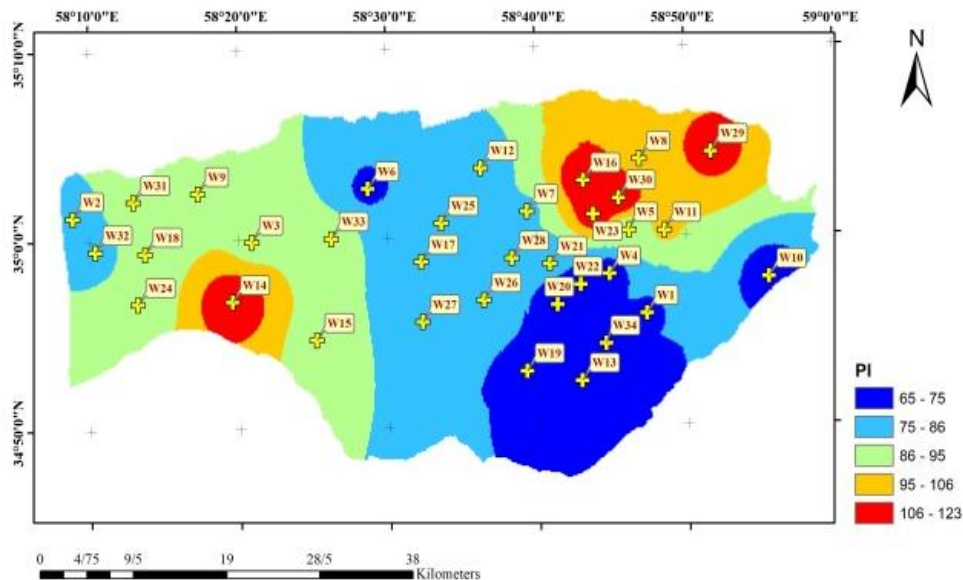 58°10'0"E 58°20'0"E 58°30'0"E 58°40'0"E 58°50'0"E 59°0'0"E
35°10'0"N
N
W29
W8
W16
W12
W6
W30
W9
W31
W7
W2
W25
W5 W11
W3
W33
W23
W32
W18
W28
W21
35°0'0"N
W17
W4
W22
W10
W24
W14
W26
W20
W1
W27
W15
W34
W19
W13
PI
65 - 75
75 - 86
86 - 95
95 - 106
106 - 123
34°50'0"N
0 4/75 9/5 19 28/5 38
Kilometers